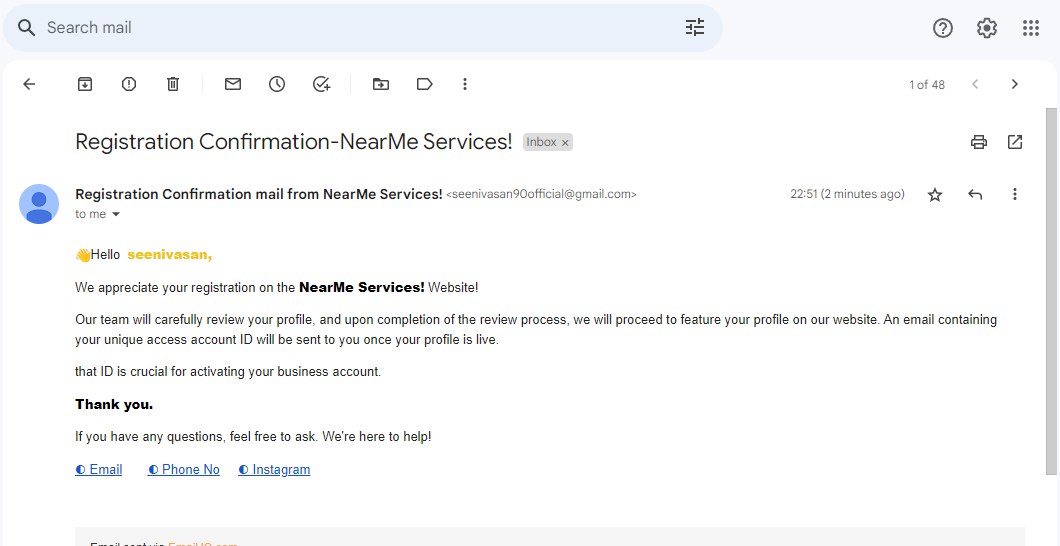 Search mail
1 of 48
Registration Confirmation-NearMe Services! Inbox ×
Registration Confirmation mail from NearMe Services! <seenivasan90official@gmail.com> 22:51 (2 minutes ago)
to me
👋Hello seenivasan,
We appreciate your registration on the NearMe Services! Website!
Our team will carefully review your profile, and upon completion of the review process, we will proceed to feature your profile on our website. An email containing
your unique access account ID will be sent to you once your profile is live.
that ID is crucial for activating your business account.
Thank you.
If you have any questions, feel free to ask. We're here to help!
◐ Email ◐ Phone No ◐ Instagram
Email sent via EmailJS.com